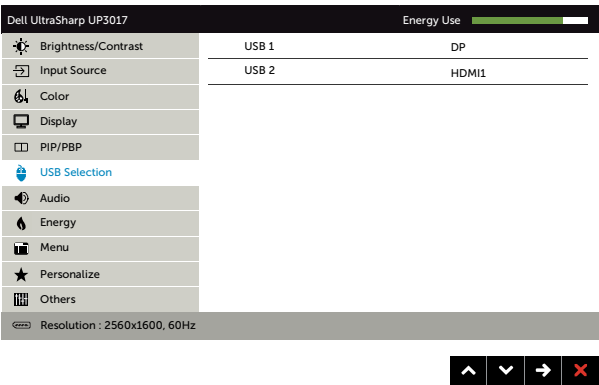 Dell UltraSharp UP3017 Energy Use
Brightness/Contrast USB 1 DP
Input Source USB 2 HDMI1
Color
Display
PIP/PBP
USB Selection
Audio
Energy
Menu
Personalize
Others
Resolution : 2560x1600, 60Hz